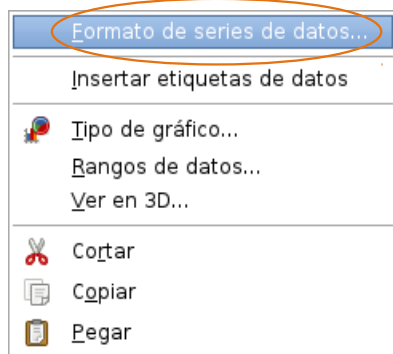 Formato de series de datos...
Insertar etiquetas de datos
Tipo de gráfico...
Rangos de datos...
Ver en 3D...
Cortar
Copiar
Pegar